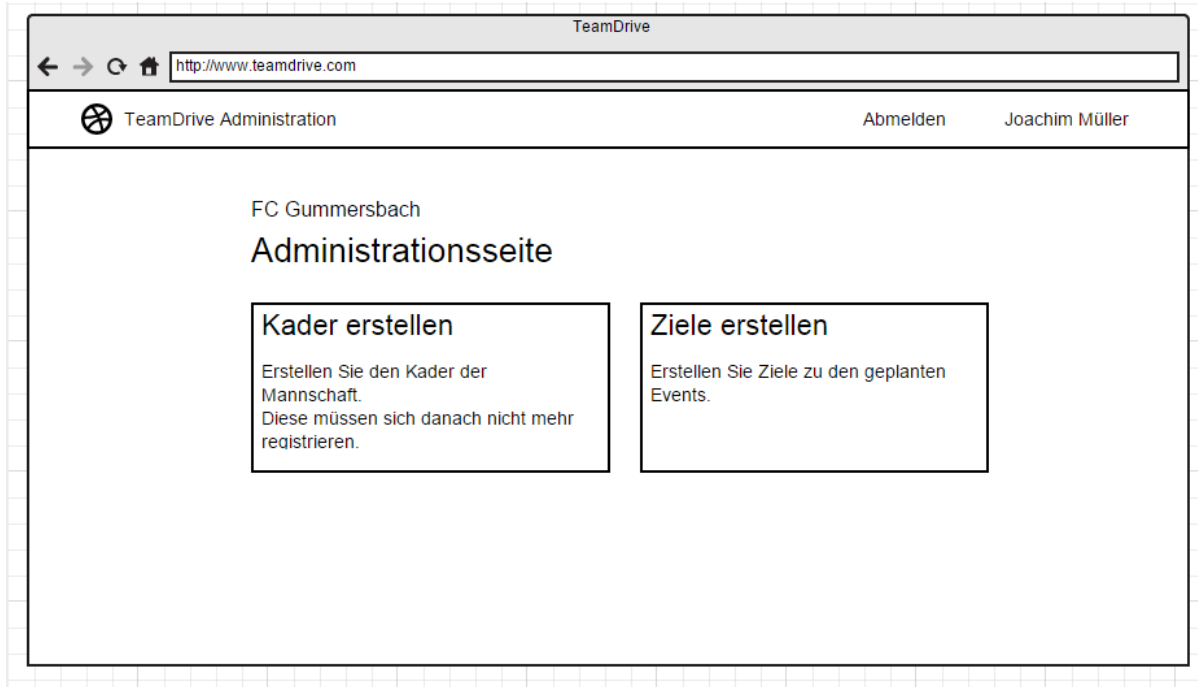 TeamDrive
http://www.teamdrive.com
TeamDrive Administration
Abmelden
Joachim Müller
FC Gummersbach
Administrationsseite
Kader erstellen
Erstellen Sie den Kader der
Mannschaft.
Diese müssen sich danach nicht mehr
registrieren.
Ziele erstellen
Erstellen Sie Ziele zu den geplanten
Events.